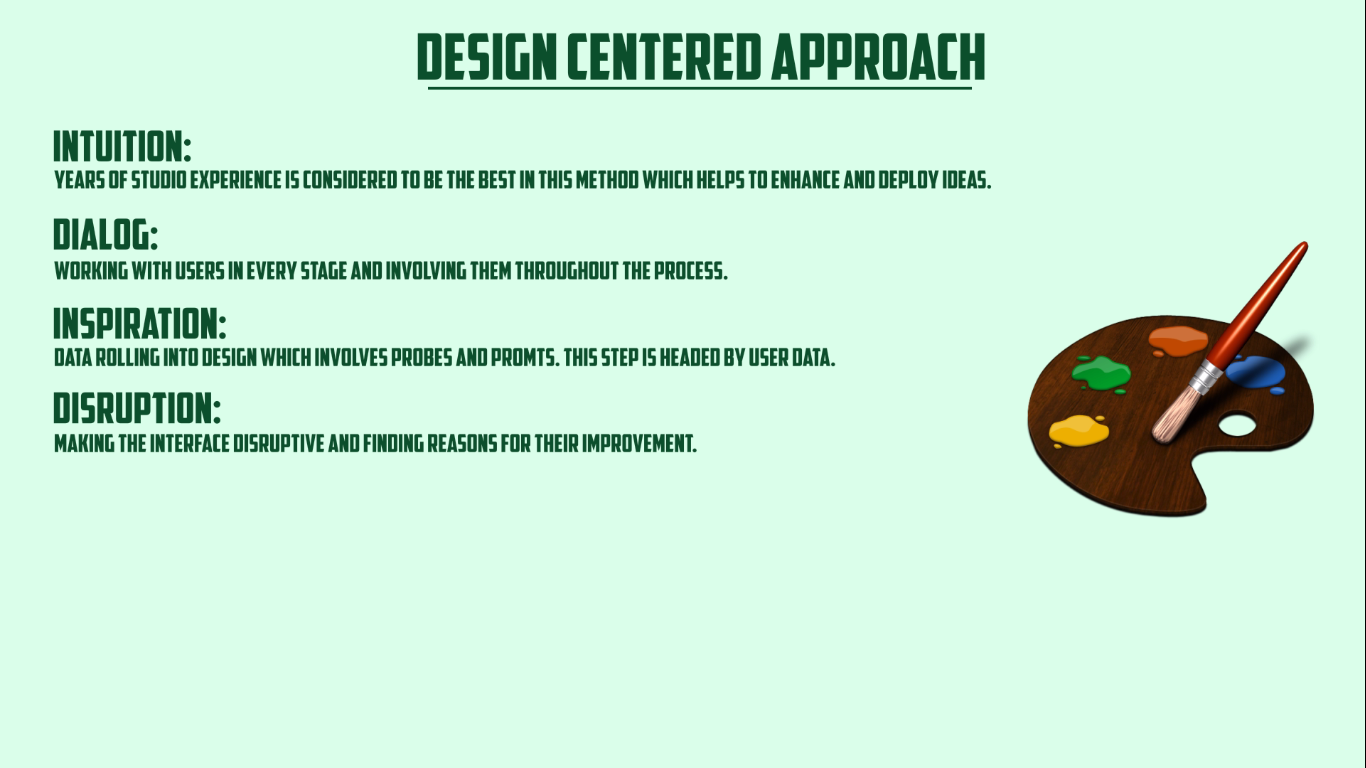 DESIGN CENTERED APPROACH
INTUITION:
YEARS OF STUDIO EXPERIENCE IS CONSIDERED TO BE THE BEST IN THIS METHOD WHICH HELPS TO ENHANCE AND DEPLOY IDEAS.
DIALOG:
WORKING WITH USERS IN EVERY STAGE AND INVOLVING THEM THROUGHOUT THE PROCESS.
INSPIRATION:
DATA ROLLING INTO DESIGN WHICH INVOLVES PROBES AND PROMTS. THIS STEP IS HEADED BY USER DATA.
DISRUPTION:
MAKING THE INTERFACE DISRUPTIVE AND FINDING REASONS FOR THEIR IMPROVEMENT.